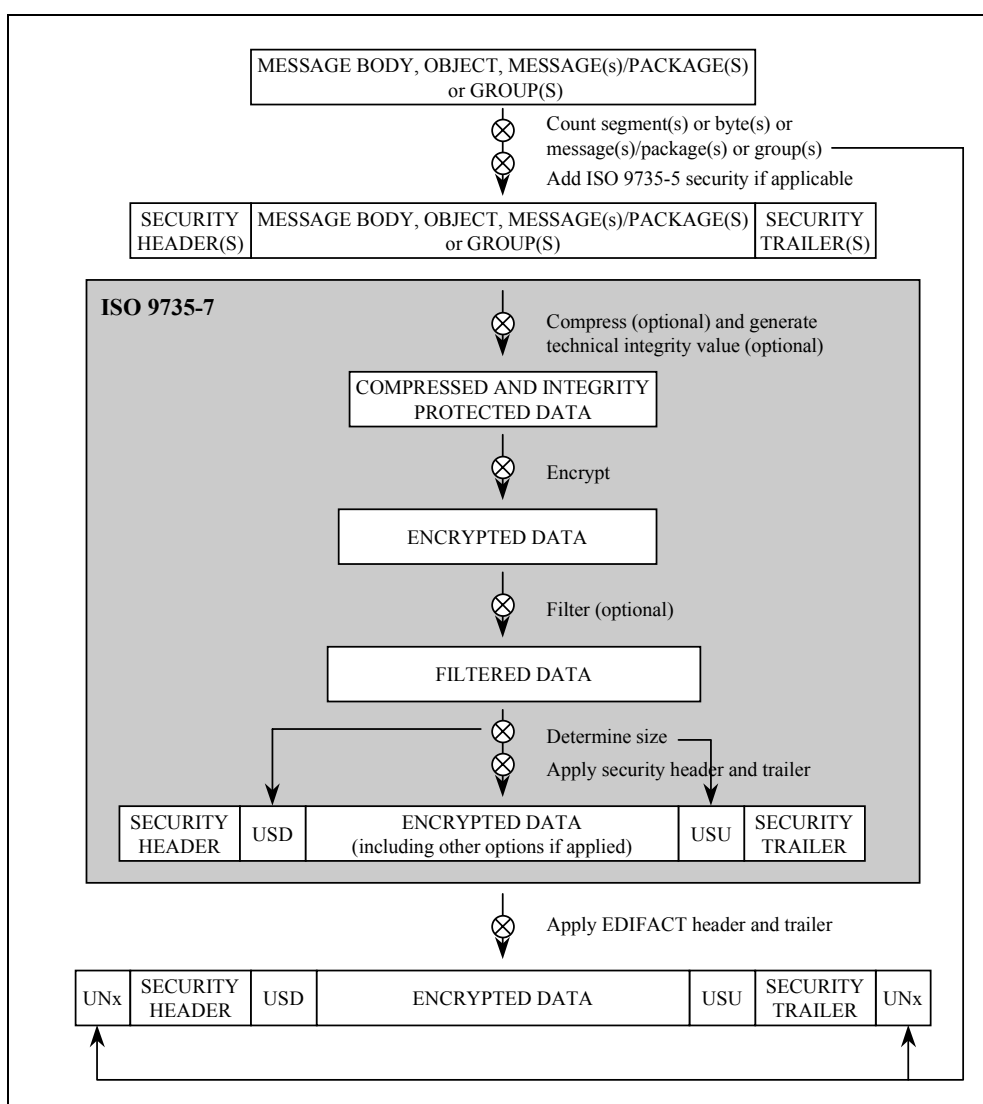 MESSAGE BODY, OBJECT, MESSAGE(s)/PACKAGE(S)
or GROUP(S)
Count segment(s) or byte(s) or
message(s)/package(s) or group(s)
Add ISO 9735-5 security if applicable
SECURITY
HEADER(S)
MESSAGE BODY, OBJECT, MESSAGE(s)/PACKAGE(S)
or GROUP(S)
SECURITY
TRAILER(S)
ISO 9735-7
Compress (optional) and generate
technical integrity value (optional)
COMPRESSED AND INTEGRITY
PROTECTED DATA
Encrypt
ENCRYPTED DATA
Filter (optional)
FILTERED DATA
Determine size
Apply security header and trailer
SECURITY
HEADER
USD
ENCRYPTED DATA
(including other options if applied)
USU
SECURITY
TRAILER
Apply EDIFACT header and trailer
UNx
SECURITY
HEADER
USD
ENCRYPTED DATA
USU
SECURITY
TRAILER
UNx